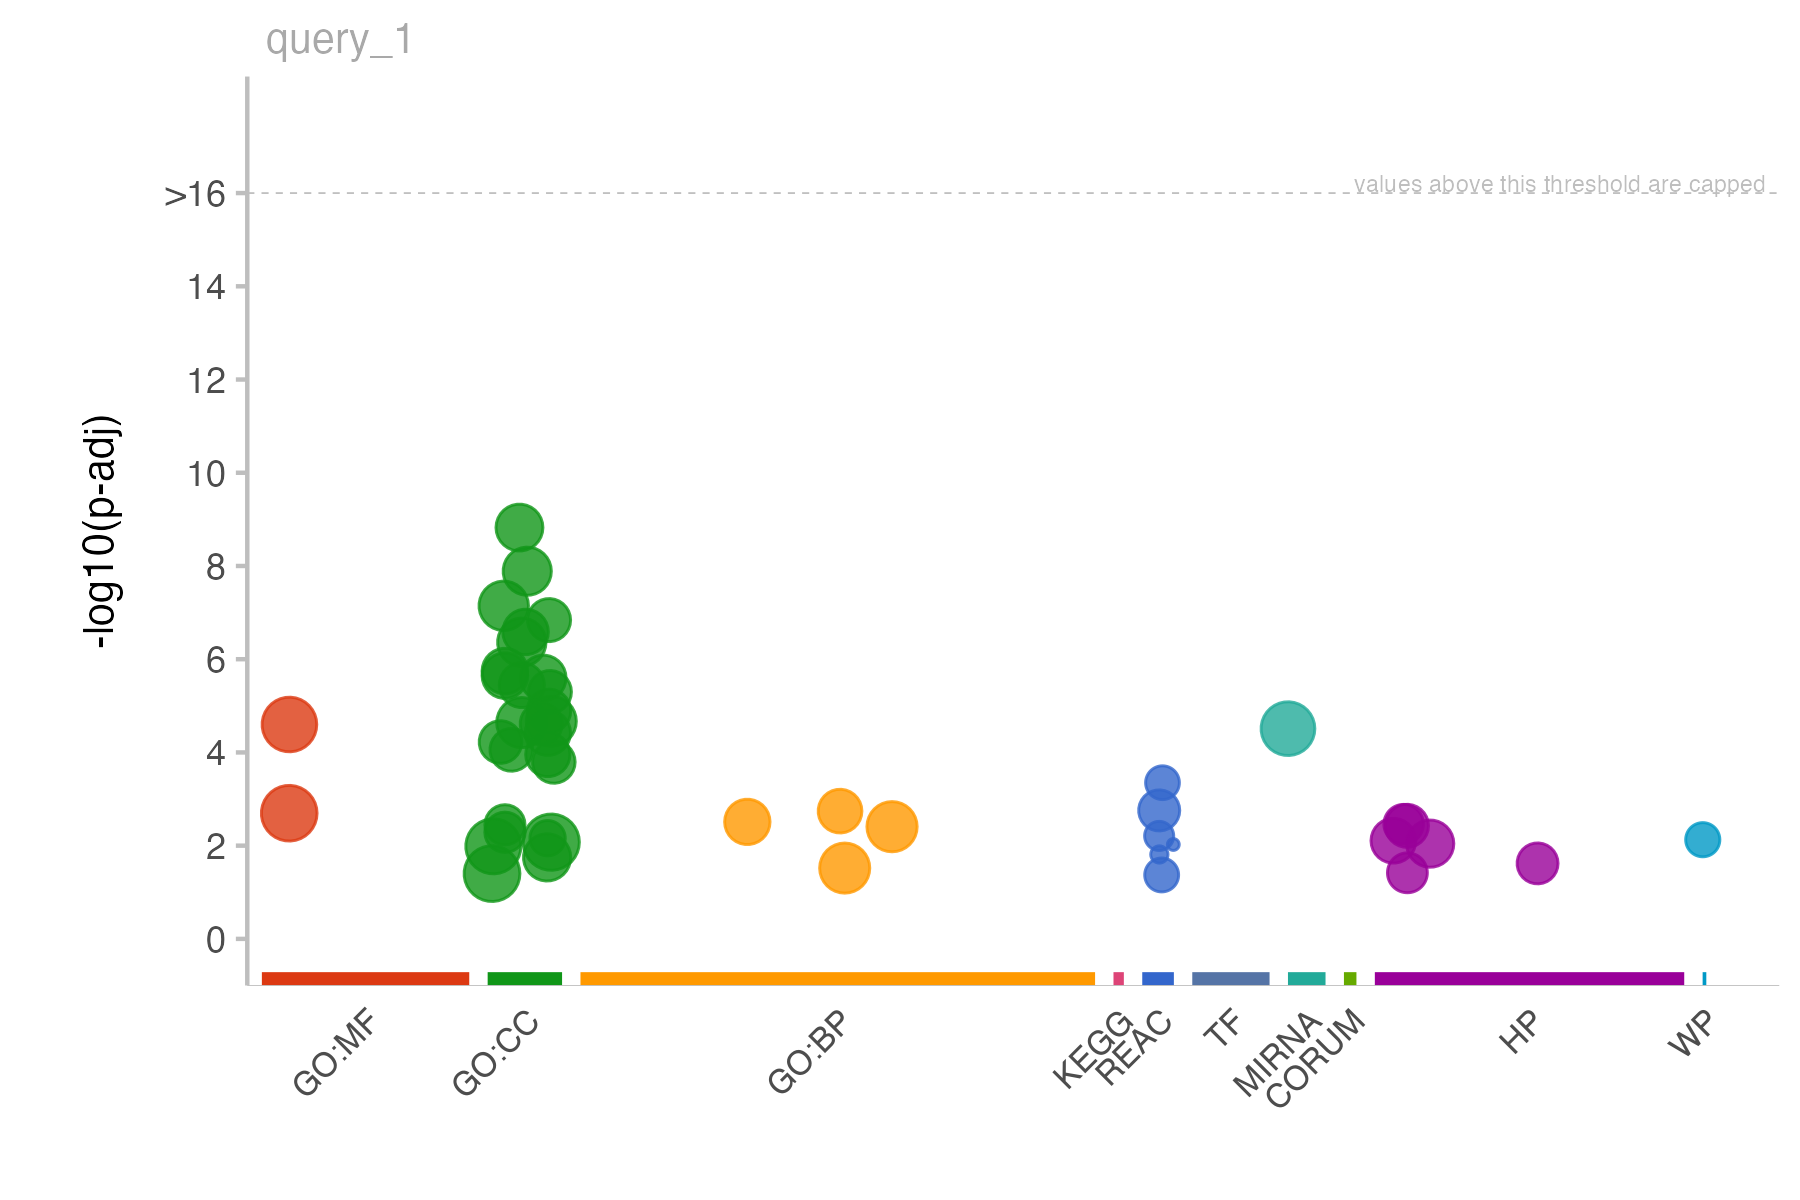 query_1
values above this threshold are capped
>16
14
12
10
8
6
4
2
0
-log10(p-adj)
GO:MF
GO:CC
GO:BP
KEGG
REAC
TF
MIRNA
CORUM
HP
WP